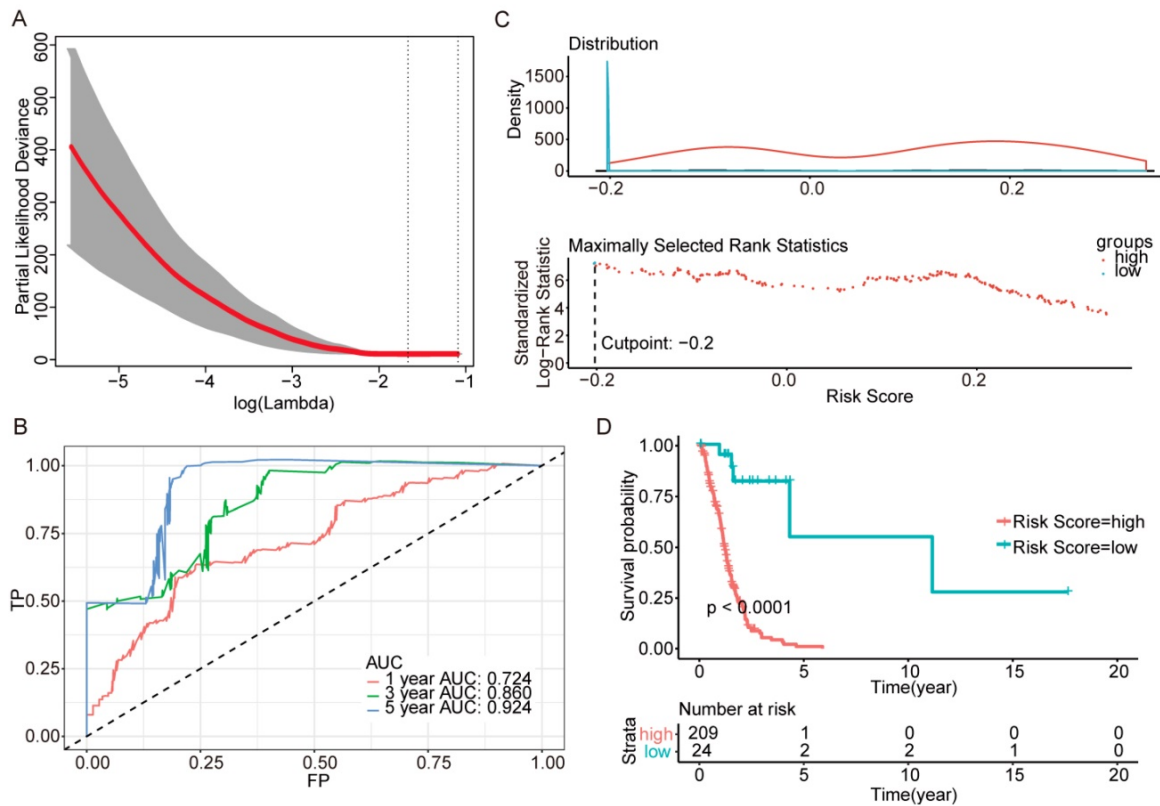 A
Partial Likelihood Deviance
600
500
400
300
200
100
0
−5
−4
−3
−2
−1
log(Lambda)
B
TP
1.00
0.75
0.50
0.25
0.00
AUC
1 year AUC: 0.724
3 year AUC: 0.860
5 year AUC: 0.924
0.00 0.25 0.50 0.75 1.00
FP
C
Distribution
Density
1500
1000
500
0
−0.2 0.0 0.2
Maximally Selected Rank Statistics
groups
high
low
Standardized
Log−Rank Statistic
6
4
2
0
Cutpoint: −0.2
−0.2 0.0 0.2
Risk Score
D
Survival probability
1.00
0.75
0.50
0.25
0.00
Risk Score=high
Risk Score=low
p < 0.0001
0 5 10 15 20
Time(year)
Number at risk
Strata
high 209 1 0 0 0
low 24 2 2 1 0
0 5 10 15 20
Time(year)